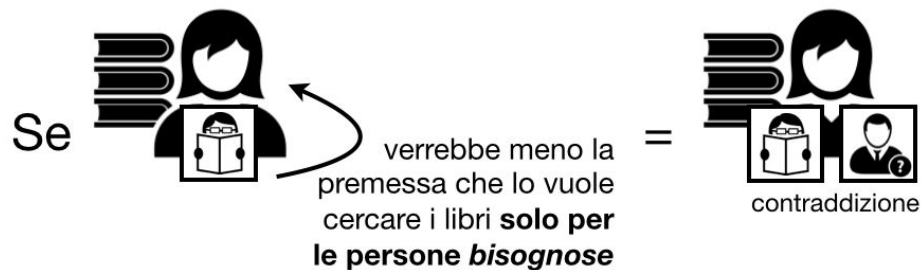 Se
verrebbe meno la
premessa che lo vuole
cercare i libri solo per
le persone bisognose
=
?
contraddizione